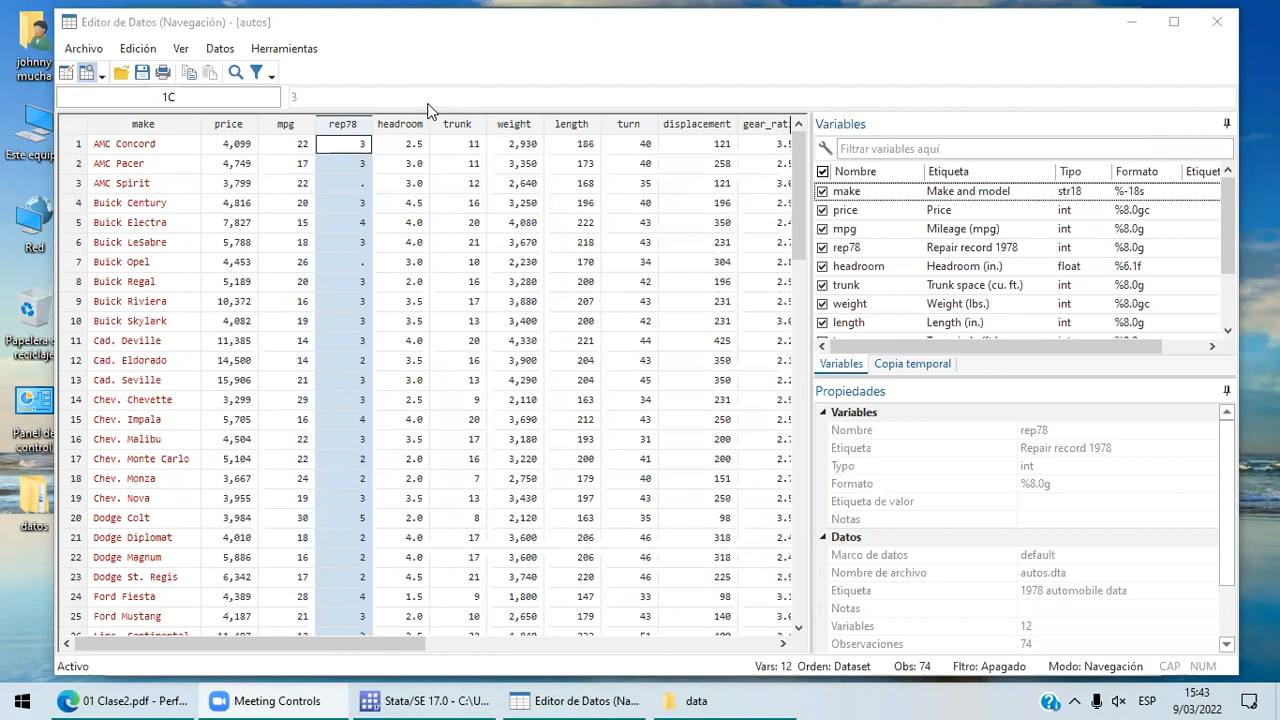 Editor de Datos (Navegación) - [autos]
Archivo Edición Ver Datos Herramientas
1C 3
make price mpg rep78 headroom trunk weight length turn displacement
1 AMC Concord 4,099 22 3 2.5 11 2,930 186 40 121
2 AMC Pacer 4,749 17 3 3.0 11 3,350 173 40 258
3 AMC Spirit 3,799 22 . 3.0 12 2,640 168 35 121
4 Buick Century 4,816 20 3 4.5 16 3,250 196 40 196
5 Buick Electra 7,827 15 4 4.0 20 4,080 222 43 350
6 Buick LeSabre 5,788 18 3 4.0 21 3,670 218 43 231
7 Buick Opel 4,453 26 . 3.0 10 2,230 170 34 304
8 Buick Regal 5,189 20 3 2.0 16 3,280 200 42 196
9 Buick Riviera 10,372 16 3 3.5 17 3,880 207 43 231
10 Buick Skylark 4,082 19 3 3.5 13 3,400 200 42 231
11 Cad. Deville 11,385 14 3 4.0 20 4,330 221 44 425
12 Cad. Eldorado 14,500 14 2 3.5 16 3,900 204 43 350
13 Cad. Seville 15,906 21 3 3.0 13 4,290 204 45 350
14 Chev. Chevette 3,299 29 3 2.5 9 2,110 163 34 231
15 Chev. Impala 5,705 16 4 4.0 20 3,690 212 43 250
16 Chev. Malibu 4,504 22 3 3.5 17 3,180 193 31 200
17 Chev. Monte Carlo 5,104 22 2 2.0 16 3,220 200 41 200
18 Chev. Monza 3,667 24 2 2.0 7 2,750 179 40 151
19 Chev. Nova 3,955 19 3 3.5 13 3,430 197 43 250
20 Dodge Colt 3,984 30 5 2.0 8 2,120 163 35 98
21 Dodge Diplomat 4,010 18 2 4.0 17 3,600 206 46 318
22 Dodge Magnum 5,886 16 2 4.0 17 3,600 206 46 318
23 Dodge St. Regis 6,342 17 2 4.5 21 3,740 220 46 225
24 Ford Fiesta 4,389 28 4 1.5 9 1,800 147 33 98
25 Ford Mustang 4,187 21 3 2.0 10 2,650 179 43 140
Variables
Filtrar variables aquí
Nombre Etiqueta Tipo Formato Etiquet
make Make and model str18 %-18s
price Price int %8.0gc
mpg Mileage (mpg) int %8.0g
rep78 Repair record 1978 int %8.0g
headroom Headroom (in.) float %6.1f
trunk Trunk space (cu. ft.) int %8.0g
weight Weight (lbs.) int %8.0gc
length Length (in.) int %8.0g
Variables Copia temporal
Propiedades
Variables
Nombre rep78
Etiqueta Repair record 1978
Typo int
Formato %8.0g
Etiqueta de valor
Notas
Datos
Marco de datos default
Nombre de archivo autos.dta
Etiqueta 1978 automobile data
Notas
Variables 12
Observaciones 74
Activo Vars: 12 Orden: Dataset Obs: 74 Fltro: Apagado Modo: Navegación CAP NUM
johnny
mucha
Este equip
Red
Papelera d
reciclaje
Panel de
control
datos
01 Clase2.pdf - Perf... Meeting Controls Stata/SE 17.0 - C:\U... Editor de Datos (Na... data ESP 15:43
9/03/2022